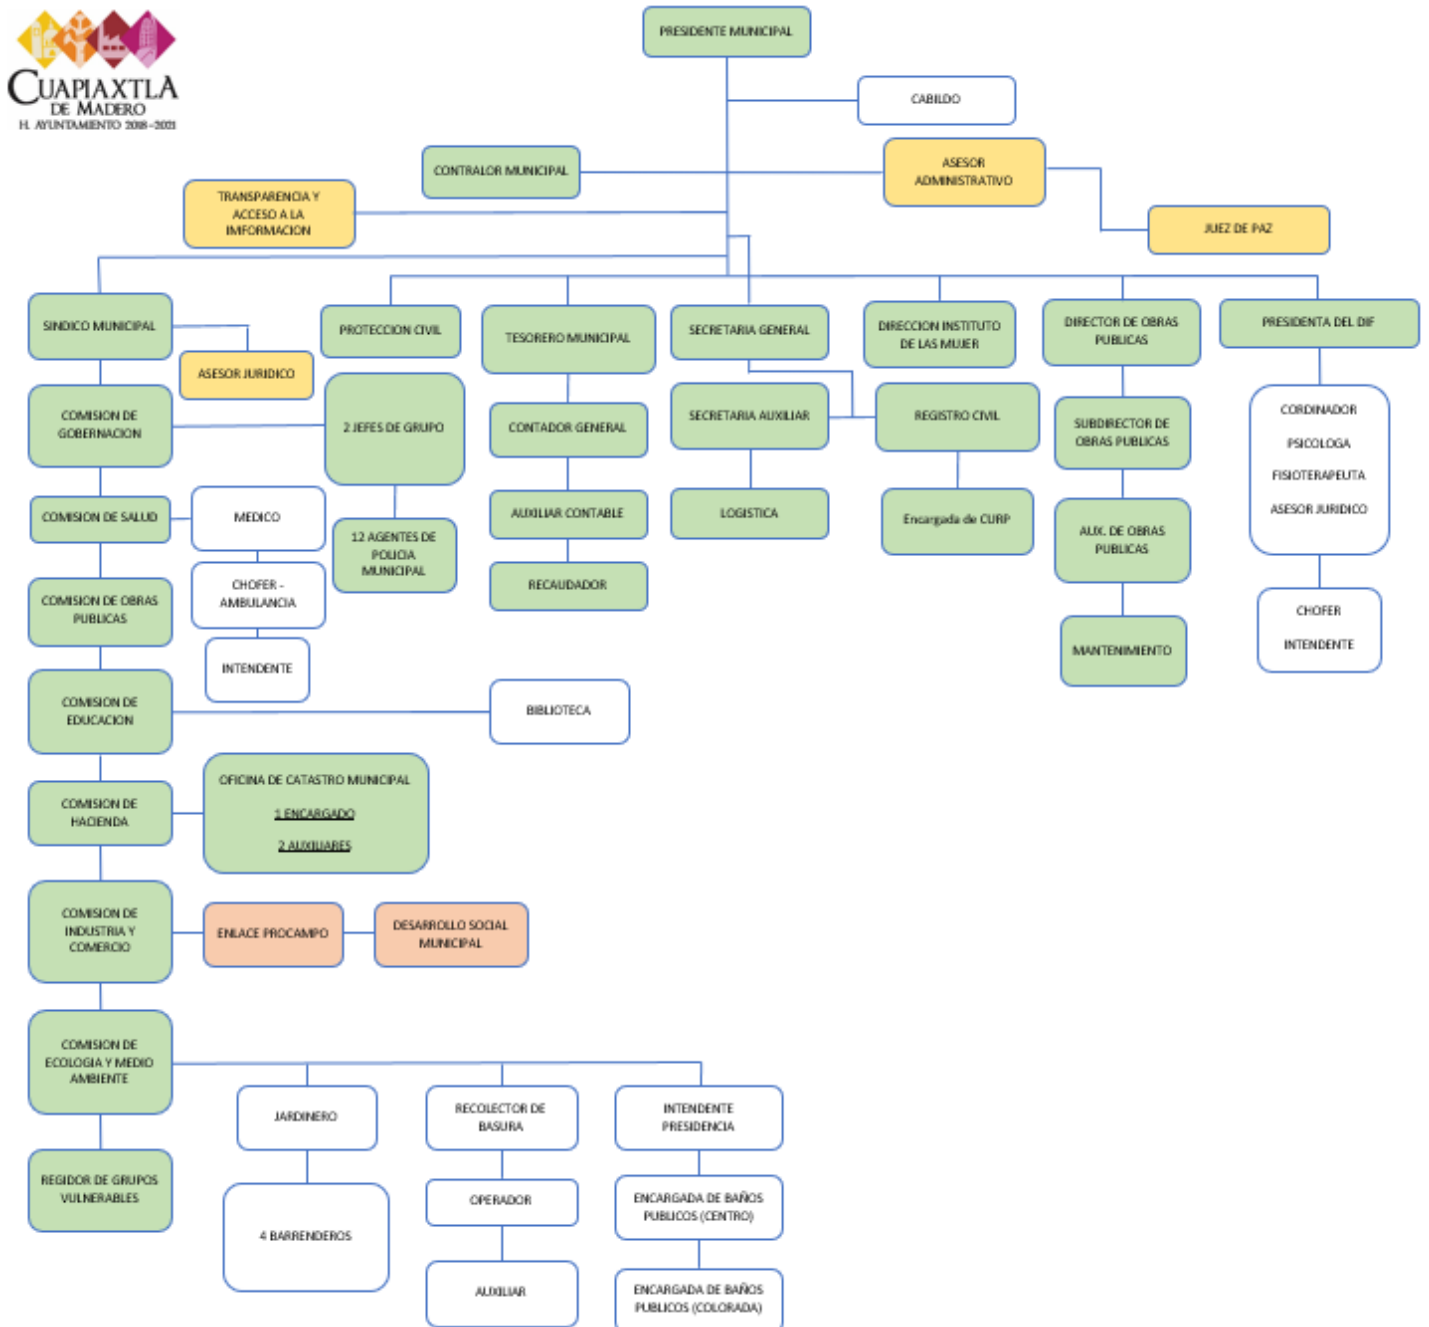 CUAPIAXTLA
DE MADERO
H. AYUNTAMIENTO 2018-2021
PRESIDENTE MUNICIPAL
CABILDO
CONTRALOR MUNICIPAL
ASESOR
ADMINISTRATIVO
TRANSPARENCIA Y
ACCESO A LA
IMFORMACION
JUEZ DE PAZ
SINDICO MUNICIPAL
PROTECCION CIVIL
TESORERO MUNICIPAL
SECRETARIA GENERAL
DIRECCION INSTITUTO
DE LAS MUJER
DIRECTOR DE OBRAS
PUBLICAS
PRESIDENTA DEL DIF
ASESOR JURIDICO
COMISION DE
GOBERNACION
2 JEFES DE GRUPO
CONTADOR GENERAL
SECRETARIA AUXILIAR
REGISTRO CIVIL
SUBDIRECTOR DE
OBRAS PUBLICAS
CORDINADOR
PSICOLOGA
FISIOTERAPEUTA
ASESOR JURIDICO
COMISION DE SALUD
MEDICO
12 AGENTES DE
POLICIA
MUNICIPAL
AUXILIAR CONTABLE
LOGISTICA
Encargada de CURP
AUX. DE OBRAS
PUBLICAS
CHOFER -
AMBULANCIA
RECAUDADOR
COMISION DE OBRAS
PUBLICAS
CHOFER
INTENDENTE
INTENDENTE
MANTENIMIENTO
COMISION DE
EDUCACION
BIBLIOTECA
COMISION DE
HACIENDA
OFICINA DE CATASTRO MUNICIPAL
1 ENCARGADO
2 AUXILIARES
COMISION DE
INDUSTRIA Y
COMERCIO
ENLACE PROCAMPO
DESARROLLO SOCIAL
MUNICIPAL
COMISION DE
ECOLOGIA Y MEDIO
AMBIENTE
JARDINERO
RECOLECTOR DE
BASURA
INTENDENTE
PRESIDENCIA
REGIDOR DE GRUPOS
VULNERABLES
4 BARRENDEROS
OPERADOR
ENCARGADA DE BAÑOS
PUBLICOS (CENTRO)
AUXILIAR
ENCARGADA DE BAÑOS
PUBLICOS (COLORADA)